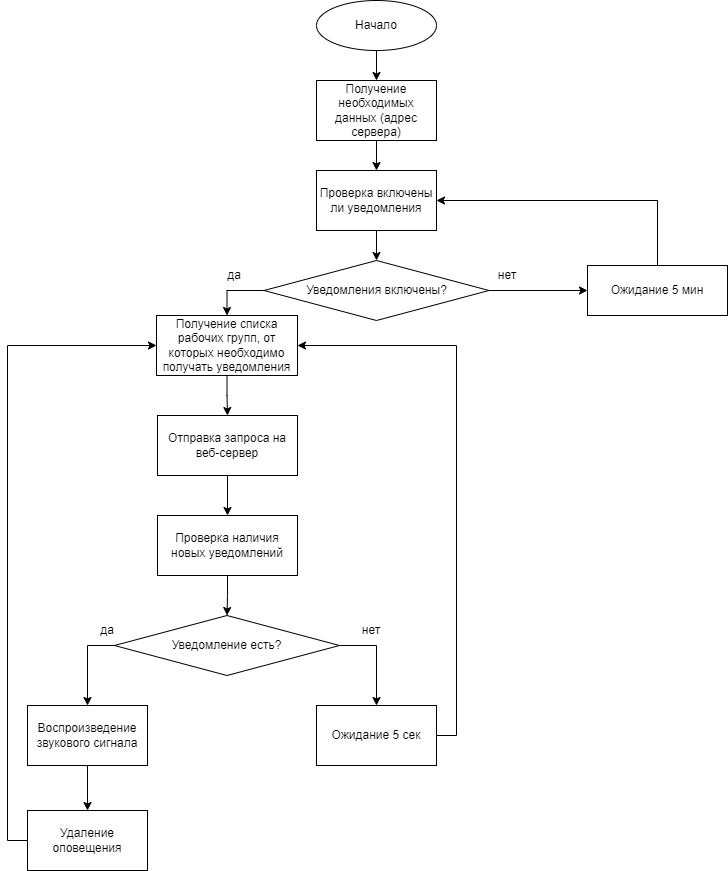 Начало
Получение
необходимых
данных (адрес
сервера)
Проверка включены
ли уведомления
да
Уведомления включены?
нет
Ожидание 5 мин
Получение списка
рабочих групп, от
которых необходимо
получать уведомления
Отправка запроса на
веб-сервер
Проверка наличия
новых уведомлений
да
Уведомление есть?
нет
Воспроизведение
звукового сигнала
Ожидание 5 сек
Удаление
оповещения